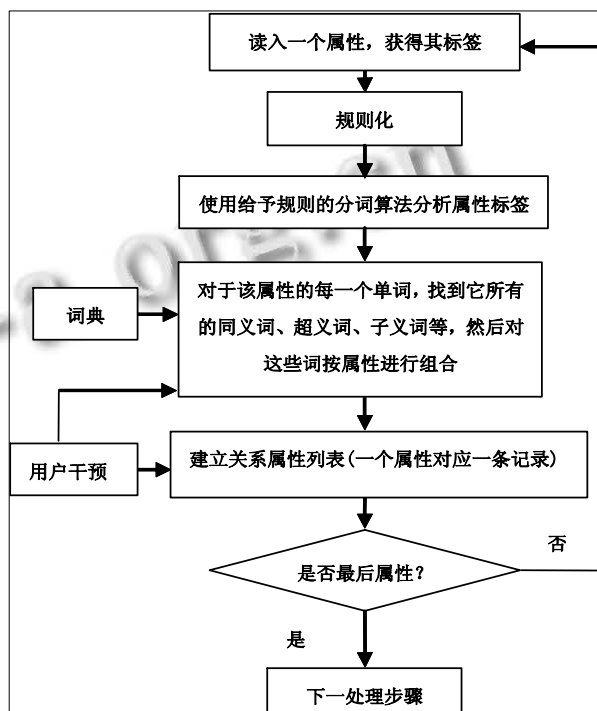 读入一个属性，获得其标签
规则化
使用给予规则的分词算法分析属性标签
对于该属性的每一个单词，找到它所有
的同义词、超义词、子义词等，然后对
这些词按属性进行组合
词典
用户干预
建立关系属性列表(一个属性对应一条记录)
是否最后属性？
否
是
下一处理步骤